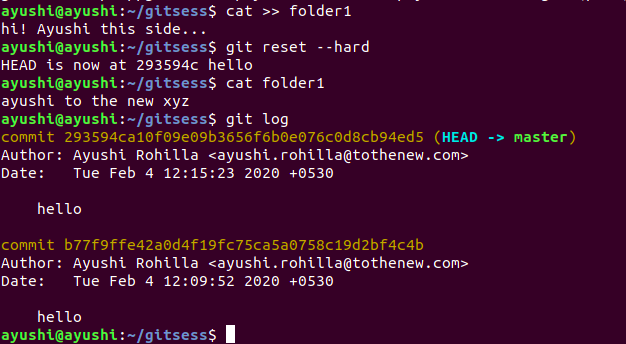 ayushi@ayushi:~/gitsess$ cat >> folder1
hi! Ayushi this side...
ayushi@ayushi:~/gitsess$ git reset --hard
HEAD is now at 293594c hello
ayushi@ayushi:~/gitsess$ cat folder1
ayushi to the new xyz
ayushi@ayushi:~/gitsess$ git log
commit 293594ca10f09e09b3656f6b0e076c0d8cb94ed5 (HEAD -> master)
Author: Ayushi Rohilla <ayushi.rohilla@tothenew.com>
Date:   Tue Feb 4 12:15:23 2020 +0530

    hello

commit b77f9ffe42a0d4f19fc75ca5a0758c19d2bf4c4b
Author: Ayushi Rohilla <ayushi.rohilla@tothenew.com>
Date:   Tue Feb 4 12:09:52 2020 +0530

    hello
ayushi@ayushi:~/gitsess$